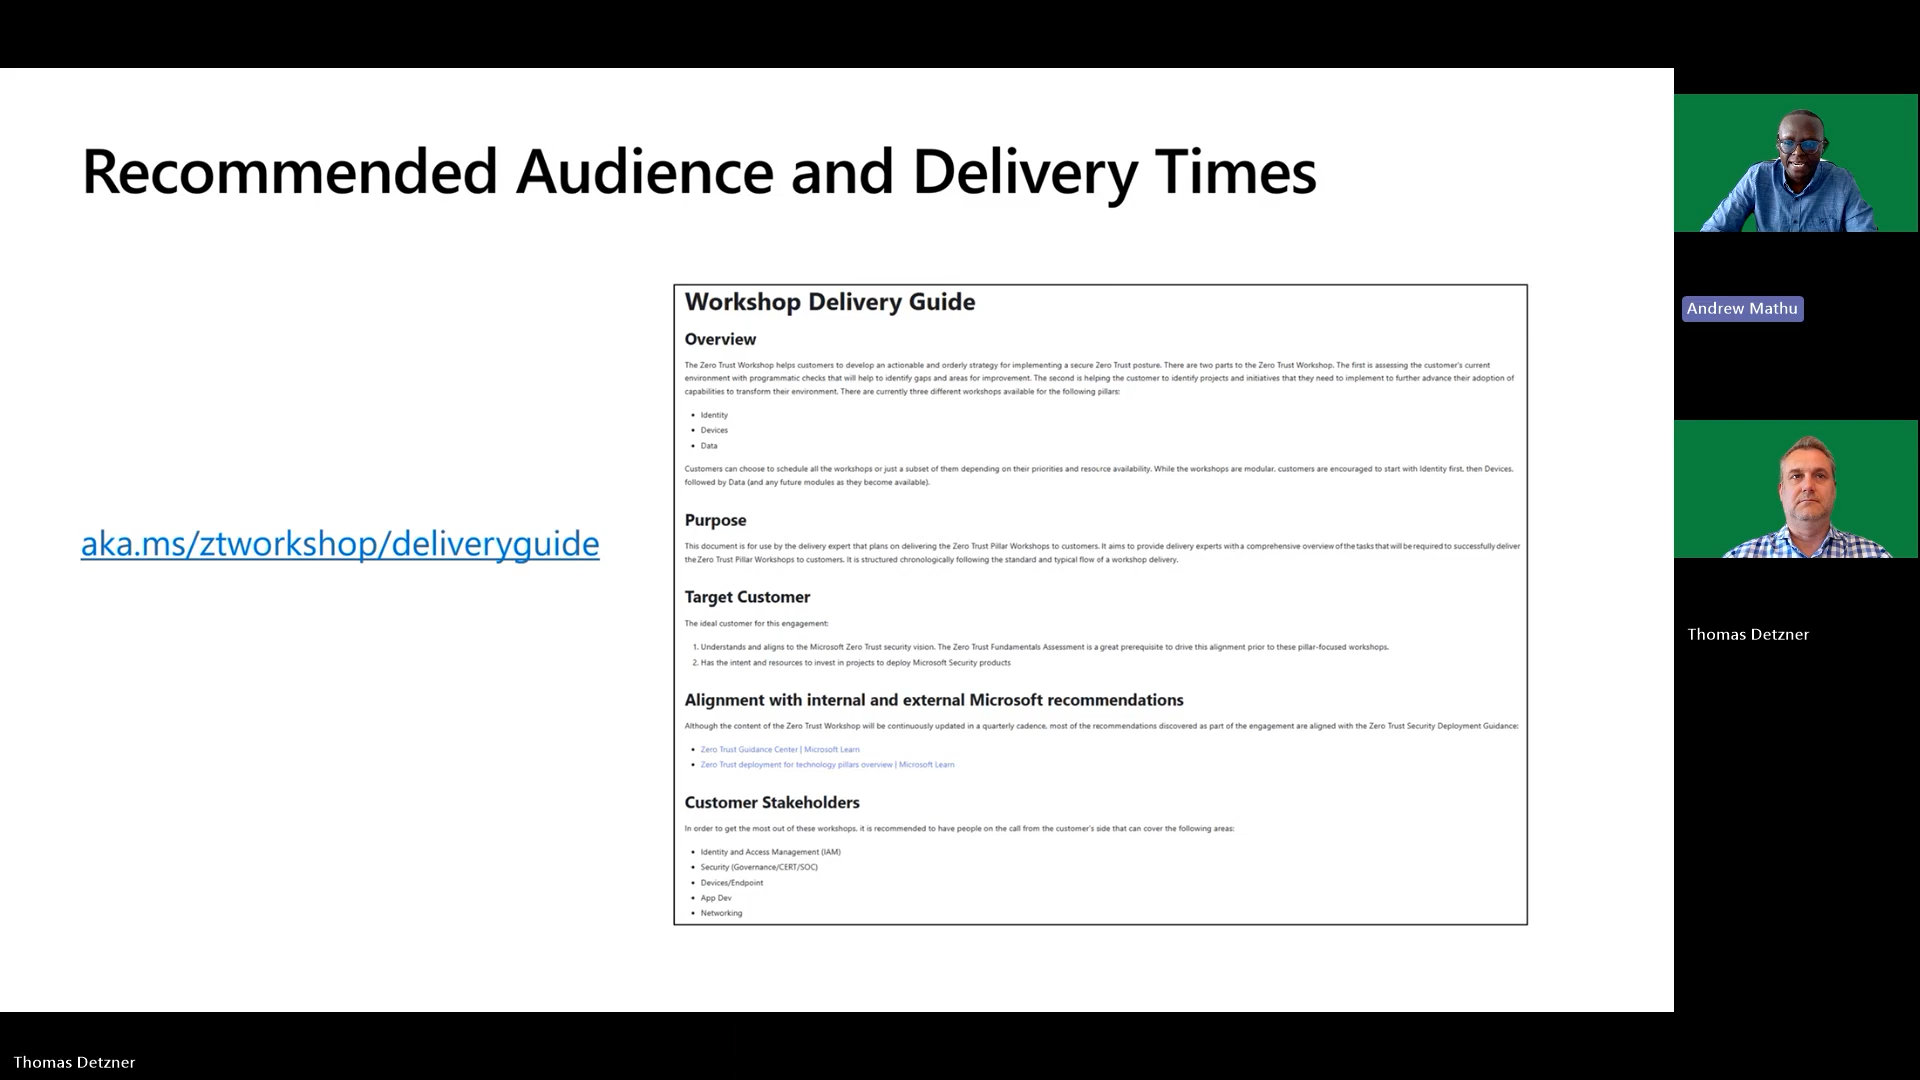 Recommended Audience and Delivery Times
aka.ms/ztworkshop/deliveryguide
Workshop Delivery Guide
Overview
The Zero Trust Workshop helps customers to develop an actionable and orderly strategy for implementing a secure Zero Trust posture. There are two parts to the Zero Trust Workshop. The first is assessing the customer's current
environment with programmatic checks that will help to identify gaps and areas for improvement. The second is helping the customer to identify projects and initiatives that they need to implement to further advance their adoption of
capabilities to transform their environment. There are currently three different workshops available for the following pillars:
• Identity
• Devices
• Data
Customers can choose to schedule all the workshops or just a subset of them depending on their priorities and resource availability. While the workshops are modular, customers are encouraged to start with Identity first, then Devices,
followed by Data (and any future modules as they become available).
Purpose
This document is for use by the delivery expert that plans on delivering the Zero Trust Pillar Workshops to customers. It aims to provide delivery experts with a comprehensive overview of the tasks that will be required to successfully deliver
the Zero Trust Pillar Workshops to customers. It is structured chronologically following the standard and typical flow of a workshop delivery.
Target Customer
The ideal customer for this engagement:
1. Understands and aligns to the Microsoft Zero Trust security vision. The Zero Trust Fundamentals Assessment is a great prerequisite to drive this alignment prior to these pillar-focused workshops.
2. Has the intent and resources to invest in projects to deploy Microsoft Security products
Alignment with internal and external Microsoft recommendations
Although the content of the Zero Trust Workshop will be continuously updated in a quarterly cadence, most of the recommendations discovered as part of the engagement are aligned with the Zero Trust Security Deployment Guidance:
• Zero Trust Guidance Center | Microsoft Learn
• Zero Trust deployment for technology pillars overview | Microsoft Learn
Customer Stakeholders
In order to get the most out of these workshops, it is recommended to have people on the call from the customer's side that can cover the following areas:
• Identity and Access Management (IAM)
• Security (Governance/CERT/SOC)
• Devices/Endpoint
• App Dev
• Networking
Andrew Mathu
Thomas Detzner
Thomas Detzner